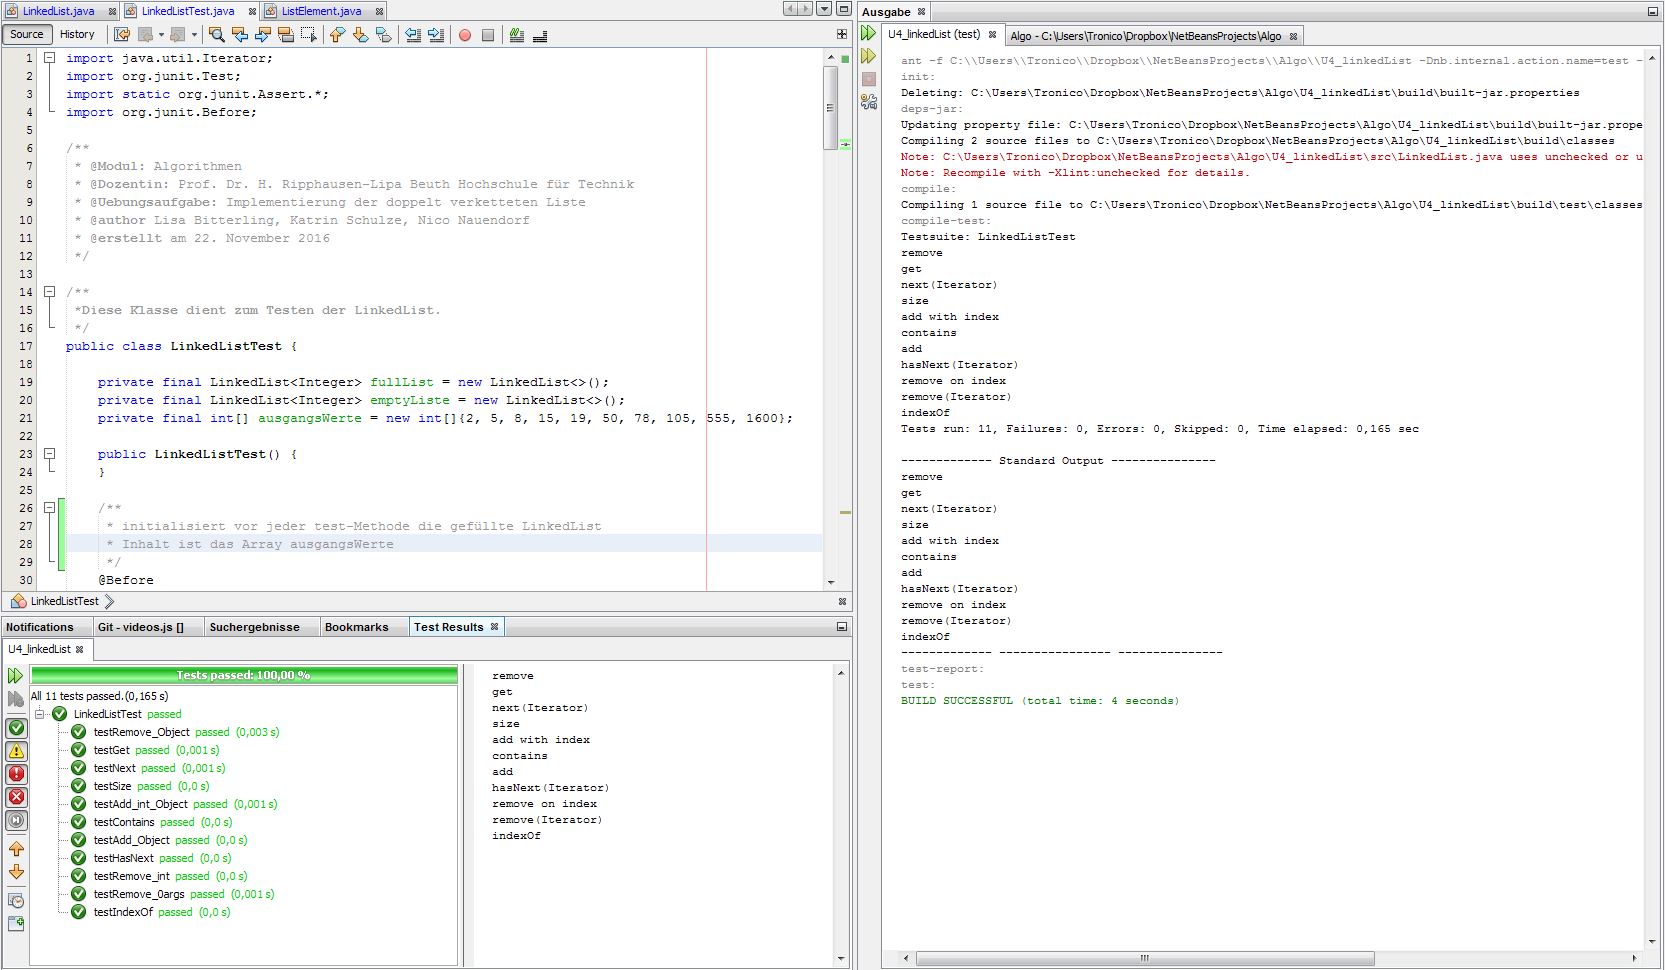 LinkedList.java
LinkedListTest.java
ListElement.java
Source
History
1 import java.util.Iterator;
2 import org.junit.Test;
3 import static org.junit.Assert.*;
4 import org.junit.Before;
5
6 /**
7 * @Modul: Algorithmen
8 * @Dozentin: Prof. Dr. H. Ripphausen-Lipa Beuth Hochschule für Technik
9 * @Uebungsaufgabe: Implementierung der doppelt verketteten Liste
10 * @author Lisa Bitterling, Katrin Schulze, Nico Nauendorf
11 * @erstellt am 22. November 2016
12 */
13
14 /**
15 *Diese Klasse dient zum Testen der LinkedList.
16 */
17 public class LinkedListTest {
18
19 private final LinkedList<Integer> fullList = new LinkedList<>();
20 private final LinkedList<Integer> emptyListe = new LinkedList<>();
21 private final int[] ausgangsWerte = new int[]{2, 5, 8, 15, 19, 50, 78, 105, 555, 1600};
22
23 public LinkedListTest() {
24 }
25
26 /**
27 * initialisiert vor jeder test-Methode die gefüllte LinkedList
28 * Inhalt ist das Array ausgangsWerte
29 */
30 @Before
LinkedListTest
Notifications
Git - videos.js []
Suchergebnisse
Bookmarks
Test Results
U4_linkedList
Tests passed: 100,00 %
All 11 tests passed.(0,165 s)
LinkedListTest passed
testRemove_Object passed (0,003 s)
testGet passed (0,001 s)
testNext passed (0,001 s)
testSize passed (0,0 s)
testAdd_int_Object passed (0,001 s)
testContains passed (0,0 s)
testAdd_Object passed (0,0 s)
testHasNext passed (0,0 s)
testRemove_int passed (0,0 s)
testRemove_0args passed (0,001 s)
testIndexOf passed (0,0 s)
remove
get
next(Iterator)
size
add with index
contains
add
hasNext(Iterator)
remove on index
remove(Iterator)
indexOf
Ausgabe
U4_linkedList (test)
Algo - C:\Users\Tronico\Dropbox\NetBeansProjects\Algo
ant -f C:\\Users\\Tronico\\Dropbox\\NetBeansProjects\\Algo\\U4_linkedList -Dnb.internal.action.name=test -
init:
Deleting: C:\Users\Tronico\Dropbox\NetBeansProjects\Algo\U4_linkedList\build\built-jar.properties
deps-jar:
Updating property file: C:\Users\Tronico\Dropbox\NetBeansProjects\Algo\U4_linkedList\build\built-jar.prope
Compiling 2 source files to C:\Users\Tronico\Dropbox\NetBeansProjects\Algo\U4_linkedList\build\classes
Note: C:\Users\Tronico\Dropbox\NetBeansProjects\Algo\U4_linkedList\src\LinkedList.java uses unchecked or u
Note: Recompile with -Xlint:unchecked for details.
compile:
Compiling 1 source file to C:\Users\Tronico\Dropbox\NetBeansProjects\Algo\U4_linkedList\build\test\classes
compile-test:
Testsuite: LinkedListTest
remove
get
next(Iterator)
size
add with index
contains
add
hasNext(Iterator)
remove on index
remove(Iterator)
indexOf
Tests run: 11, Failures: 0, Errors: 0, Skipped: 0, Time elapsed: 0,165 sec
------------- Standard Output ---------------
remove
get
next(Iterator)
size
add with index
contains
add
hasNext(Iterator)
remove on index
remove(Iterator)
indexOf
------------- ---------------- ---------------
test-report:
test:
BUILD SUCCESSFUL (total time: 4 seconds)